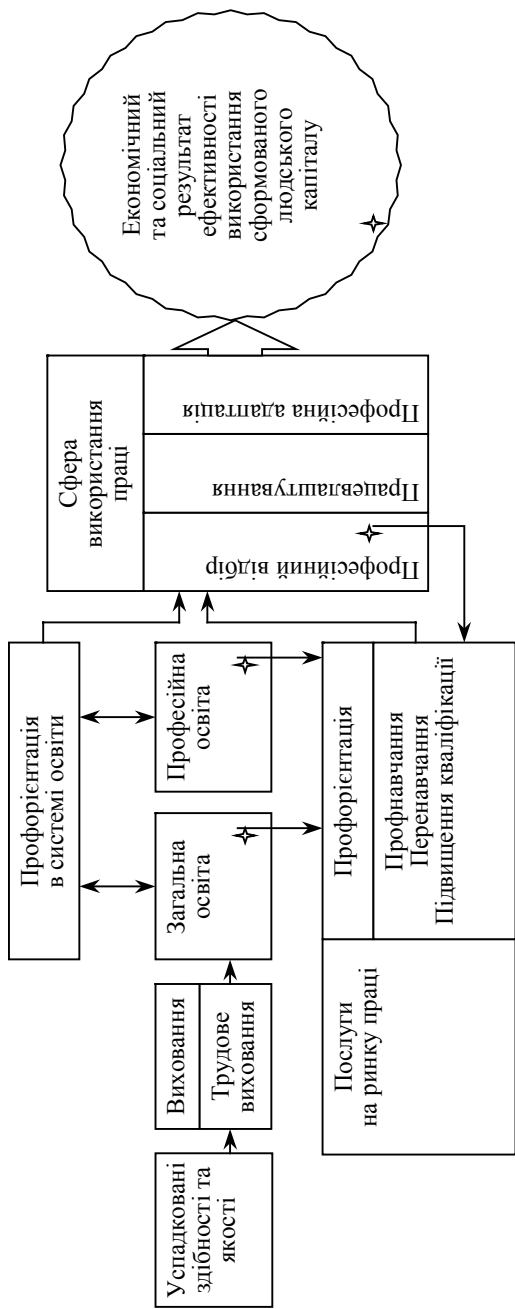 Успадковані
здібності та
якості
Виховання
Трудове
виховання
Загальна
освіта
Професійна
освіта
Профорієнтація
в системі освіти
Послуги
на ринку праці
Профорієнтація
Профнавчання
Перенавчання
Підвищення кваліфікації
Сфера
використання
праці
Професійний відбір
Працевлаштування
Професійна адаптація
Економічний
та соціальний
результат
ефективності
використання
сформованого
людського
капіталу